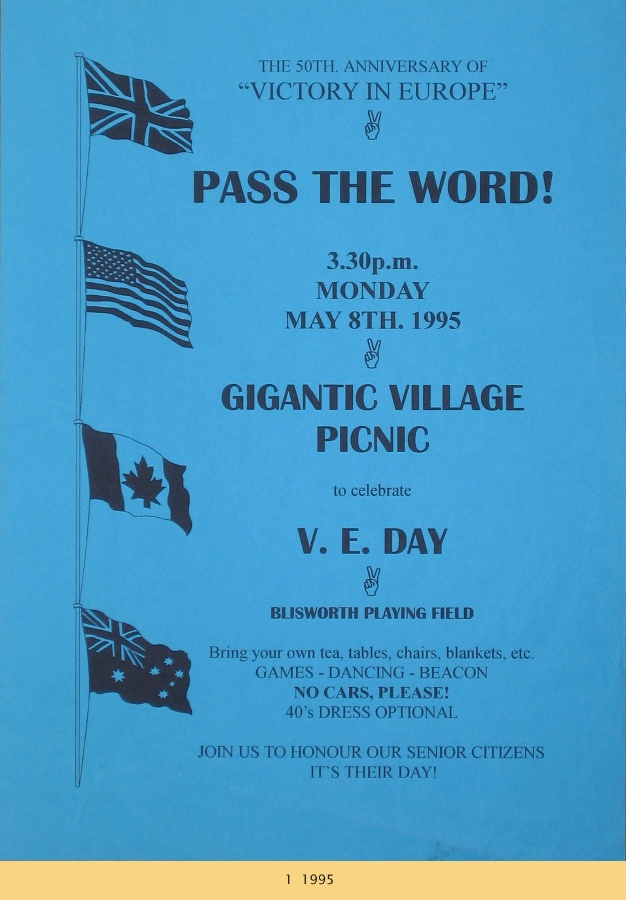 THE 50TH. ANNIVERSARY OF
“VICTORY IN EUROPE”
PASS THE WORD!
3.30p.m.
MONDAY
MAY 8TH. 1995
GIGANTIC VILLAGE
PICNIC
to celebrate
V. E. DAY
BLISWORTH PLAYING FIELD
Bring your own tea, tables, chairs, blankets, etc.
GAMES - DANCING - BEACON
NO CARS, PLEASE!
40’s DRESS OPTIONAL
JOIN US TO HONOUR OUR SENIOR CITIZENS
IT’S THEIR DAY!
1 1995